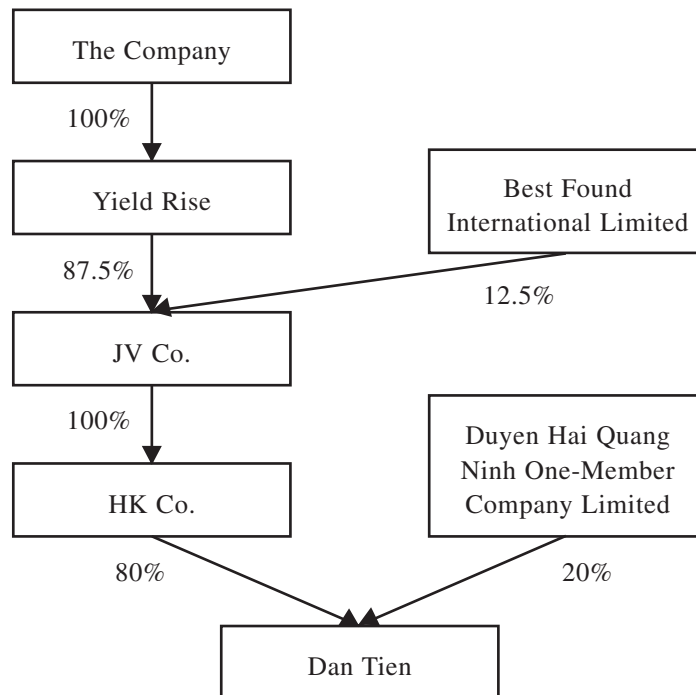 The Company
100%
Yield Rise
Best Found
International Limited
87.5%
12.5%
JV Co.
100%
Duyen Hai Quang
Ninh One-Member
Company Limited
HK Co.
80%
20%
Dan Tien